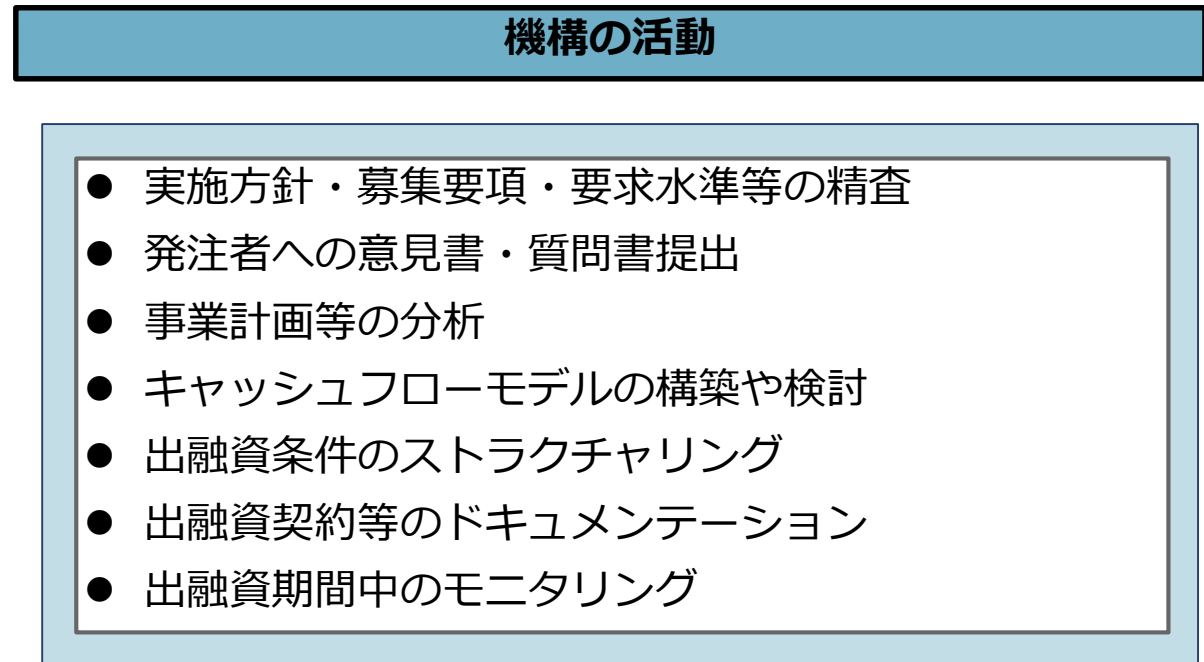 機構の活動
● 実施方針・募集要項・要求水準等の精査
● 発注者への意見書・質問書提出
● 事業計画等の分析
● キャッシュフローモデルの構築や検討
● 出融資条件のストラクチャリング
● 出融資契約等のドキュメンテーション
● 出融資期間中のモニタリング